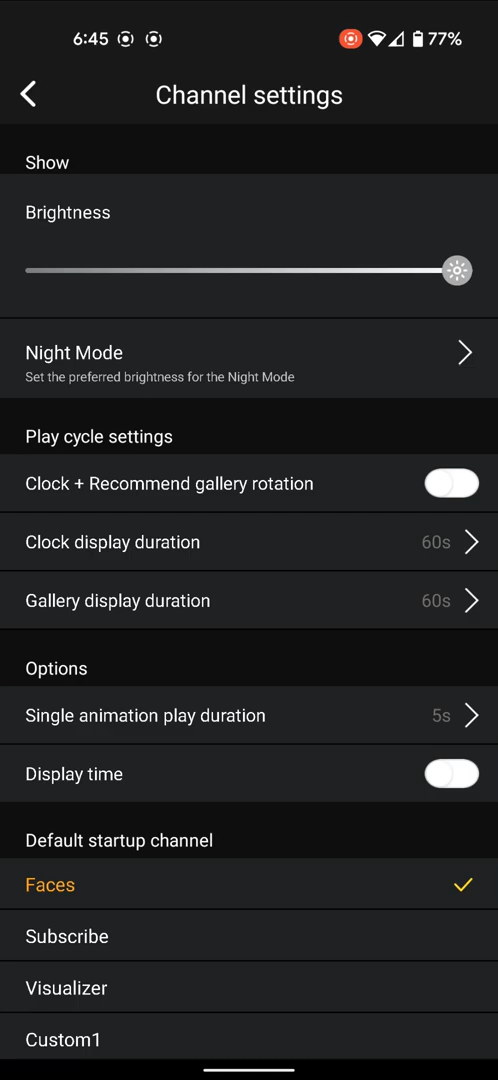 6:45 77%
Channel settings
Show
Brightness
Night Mode
Set the preferred brightness for the Night Mode
Play cycle settings
Clock + Recommend gallery rotation
Clock display duration 60s
Gallery display duration 60s
Options
Single animation play duration 5s
Display time
Default startup channel
Faces
Subscribe
Visualizer
Custom1